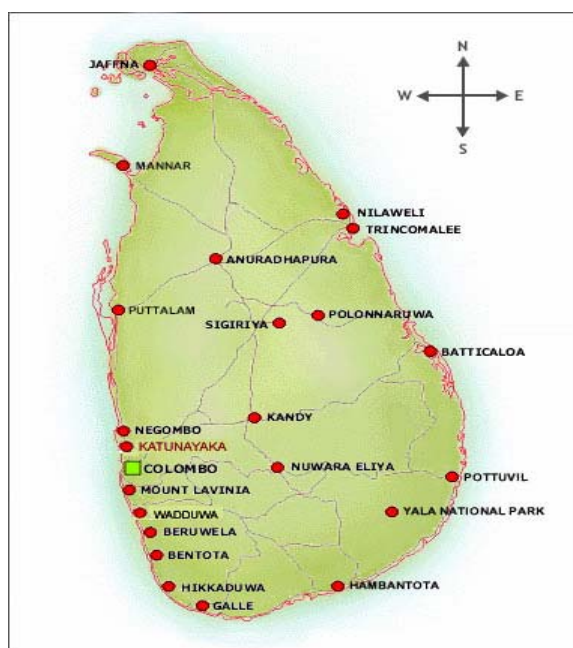 JAFFNA
N
W E
S
MANNAR
NILAWELI
TRINCOMALEE
ANURADHAPURA
PUTTALAM
POLONNARUWA
SIGIRIYA
BATTICALOA
KANDY
NEGOMBO
KATUNAYAKA
COLOMBO
NUWARA ELIYA
POTTUVIL
MOUNT LAVINIA
WADDUWA
YALA NATIONAL PARK
BERUWELA
BENTOTA
HIKKADUWA
HAMBANTOTA
GALLE